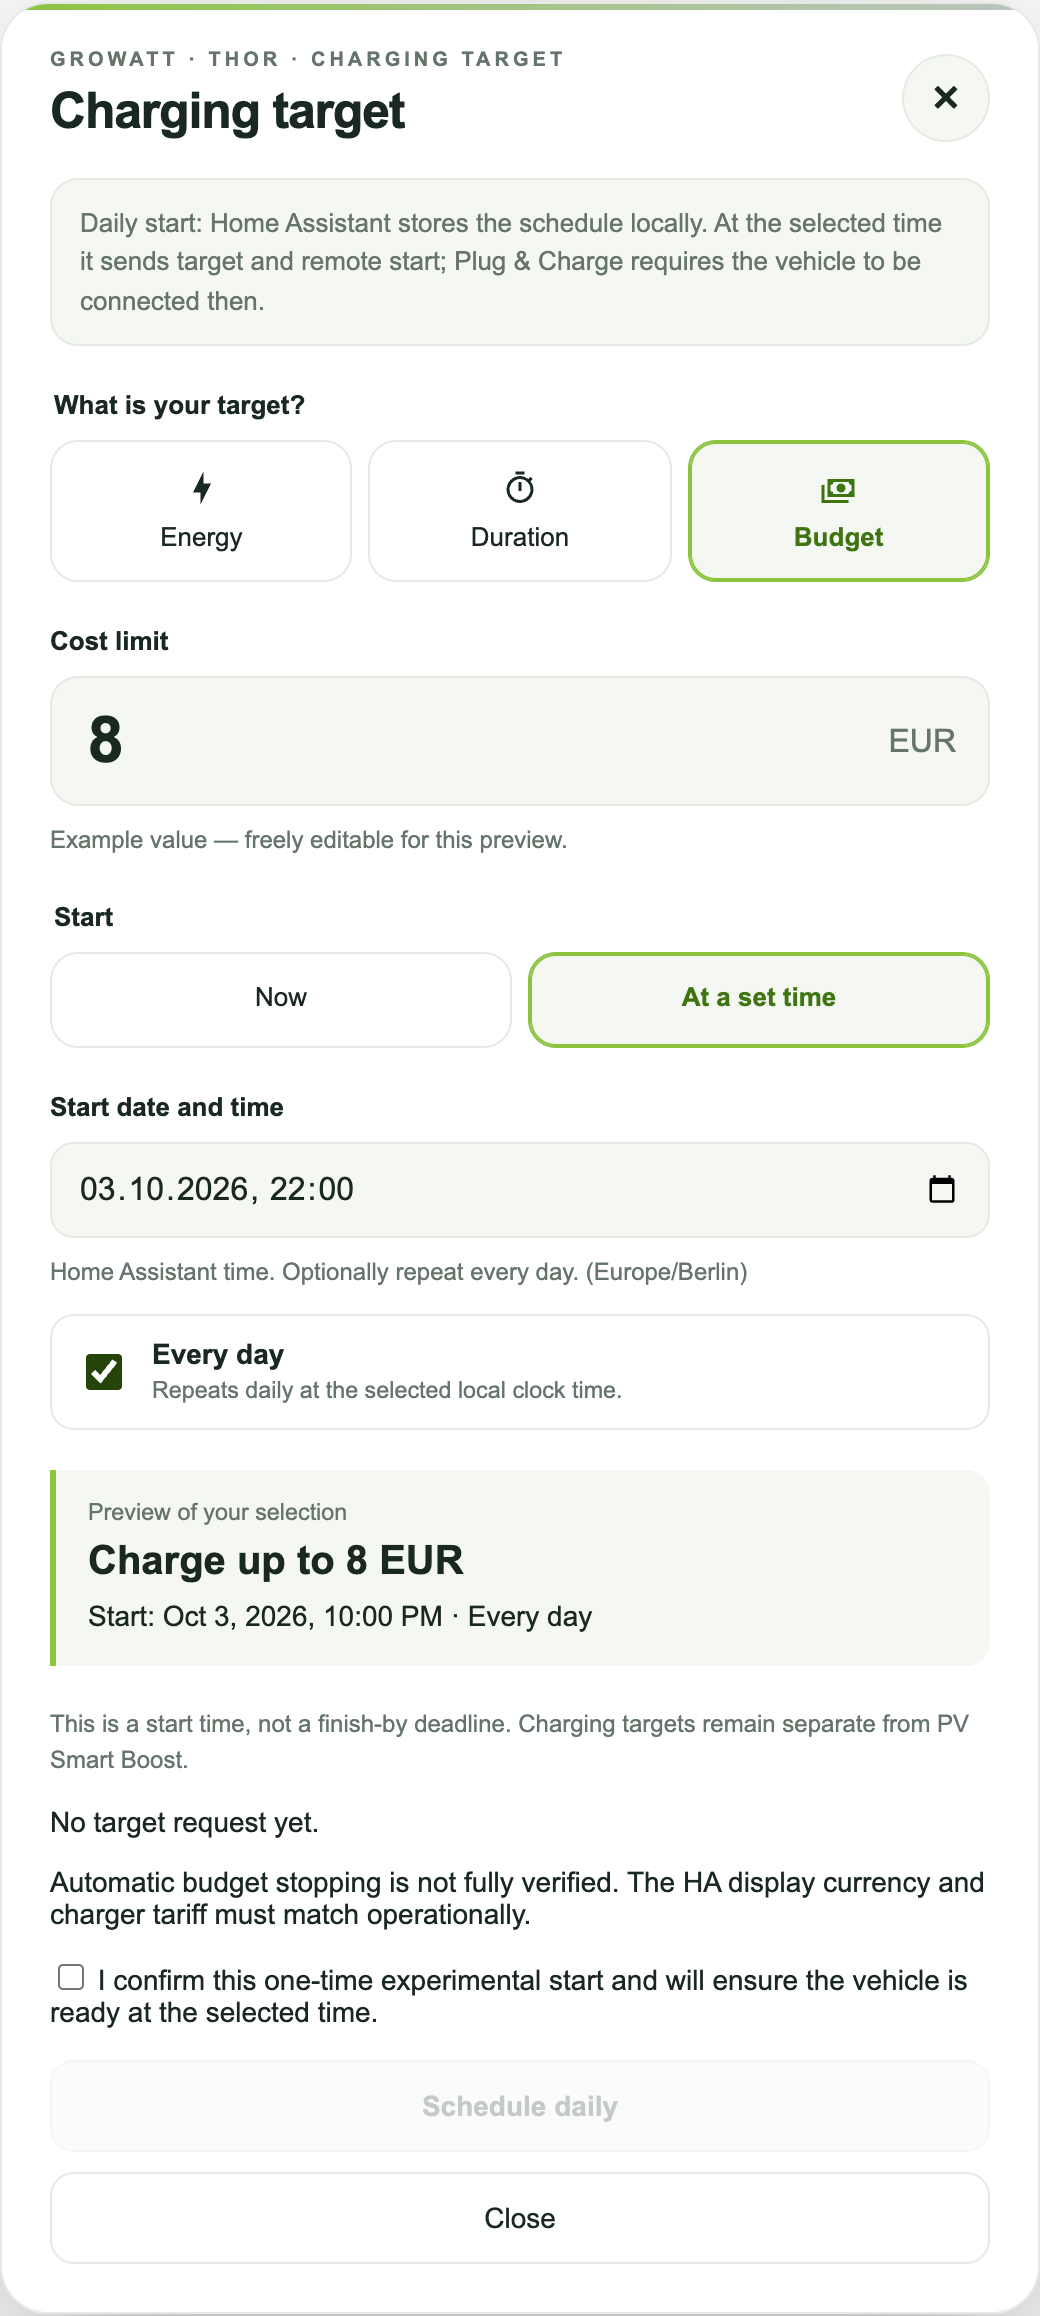 GROWATT · THOR · CHARGING TARGET
Charging target
Daily start: Home Assistant stores the schedule locally. At the selected time
it sends target and remote start; Plug & Charge requires the vehicle to be
connected then.
What is your target?
Energy
Duration
Budget
Cost limit
8
EUR
Example value — freely editable for this preview.
Start
Now
At a set time
Start date and time
03.10.2026, 22:00
Home Assistant time. Optionally repeat every day. (Europe/Berlin)
Every day
Repeats daily at the selected local clock time.
Preview of your selection
Charge up to 8 EUR
Start: Oct 3, 2026, 10:00 PM · Every day
This is a start time, not a finish-by deadline. Charging targets remain separate from PV
Smart Boost.
No target request yet.
Automatic budget stopping is not fully verified. The HA display currency and
charger tariff must match operationally.
I confirm this one-time experimental start and will ensure the vehicle is
ready at the selected time.
Schedule daily
Close